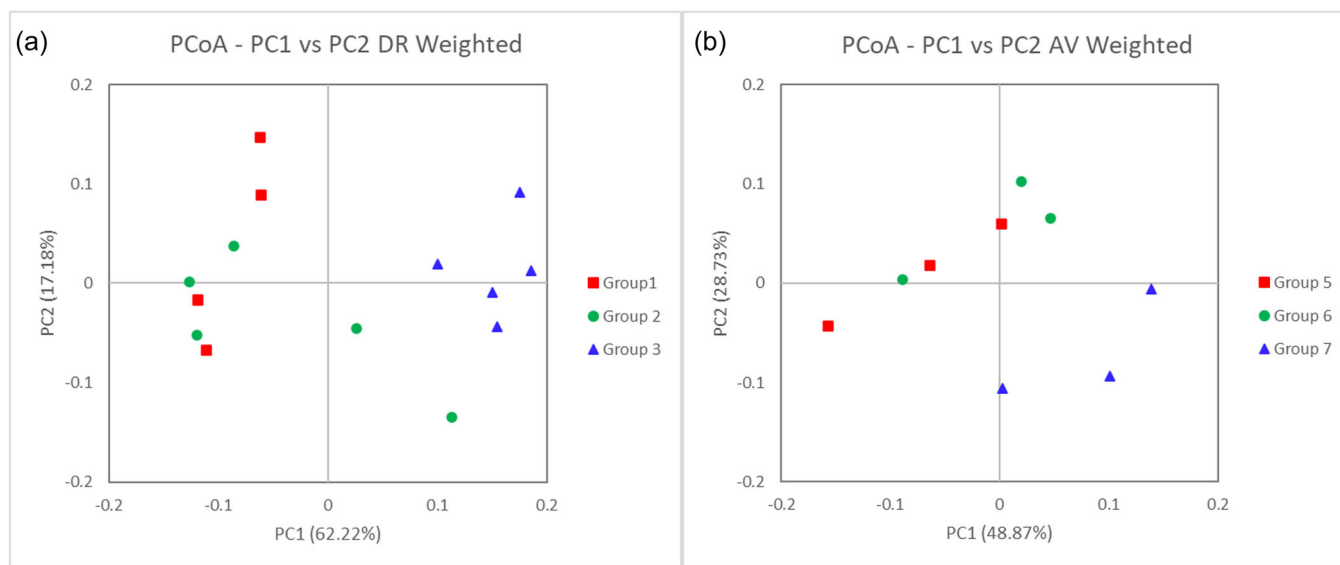 (a)
PCoA - PC1 vs PC2 DR Weighted
0.2
0.1
0
-0.1
-0.2
PC2 (17.18%)
-0.2
-0.1
0
0.1
0.2
PC1 (62.22%)
Group1
Group 2
Group 3
(b)
PCoA - PC1 vs PC2 AV Weighted
0.2
0.1
0
-0.1
-0.2
PC2 (28.73%)
-0.2
-0.1
0
0.1
0.2
PC1 (48.87%)
Group 5
Group 6
Group 7